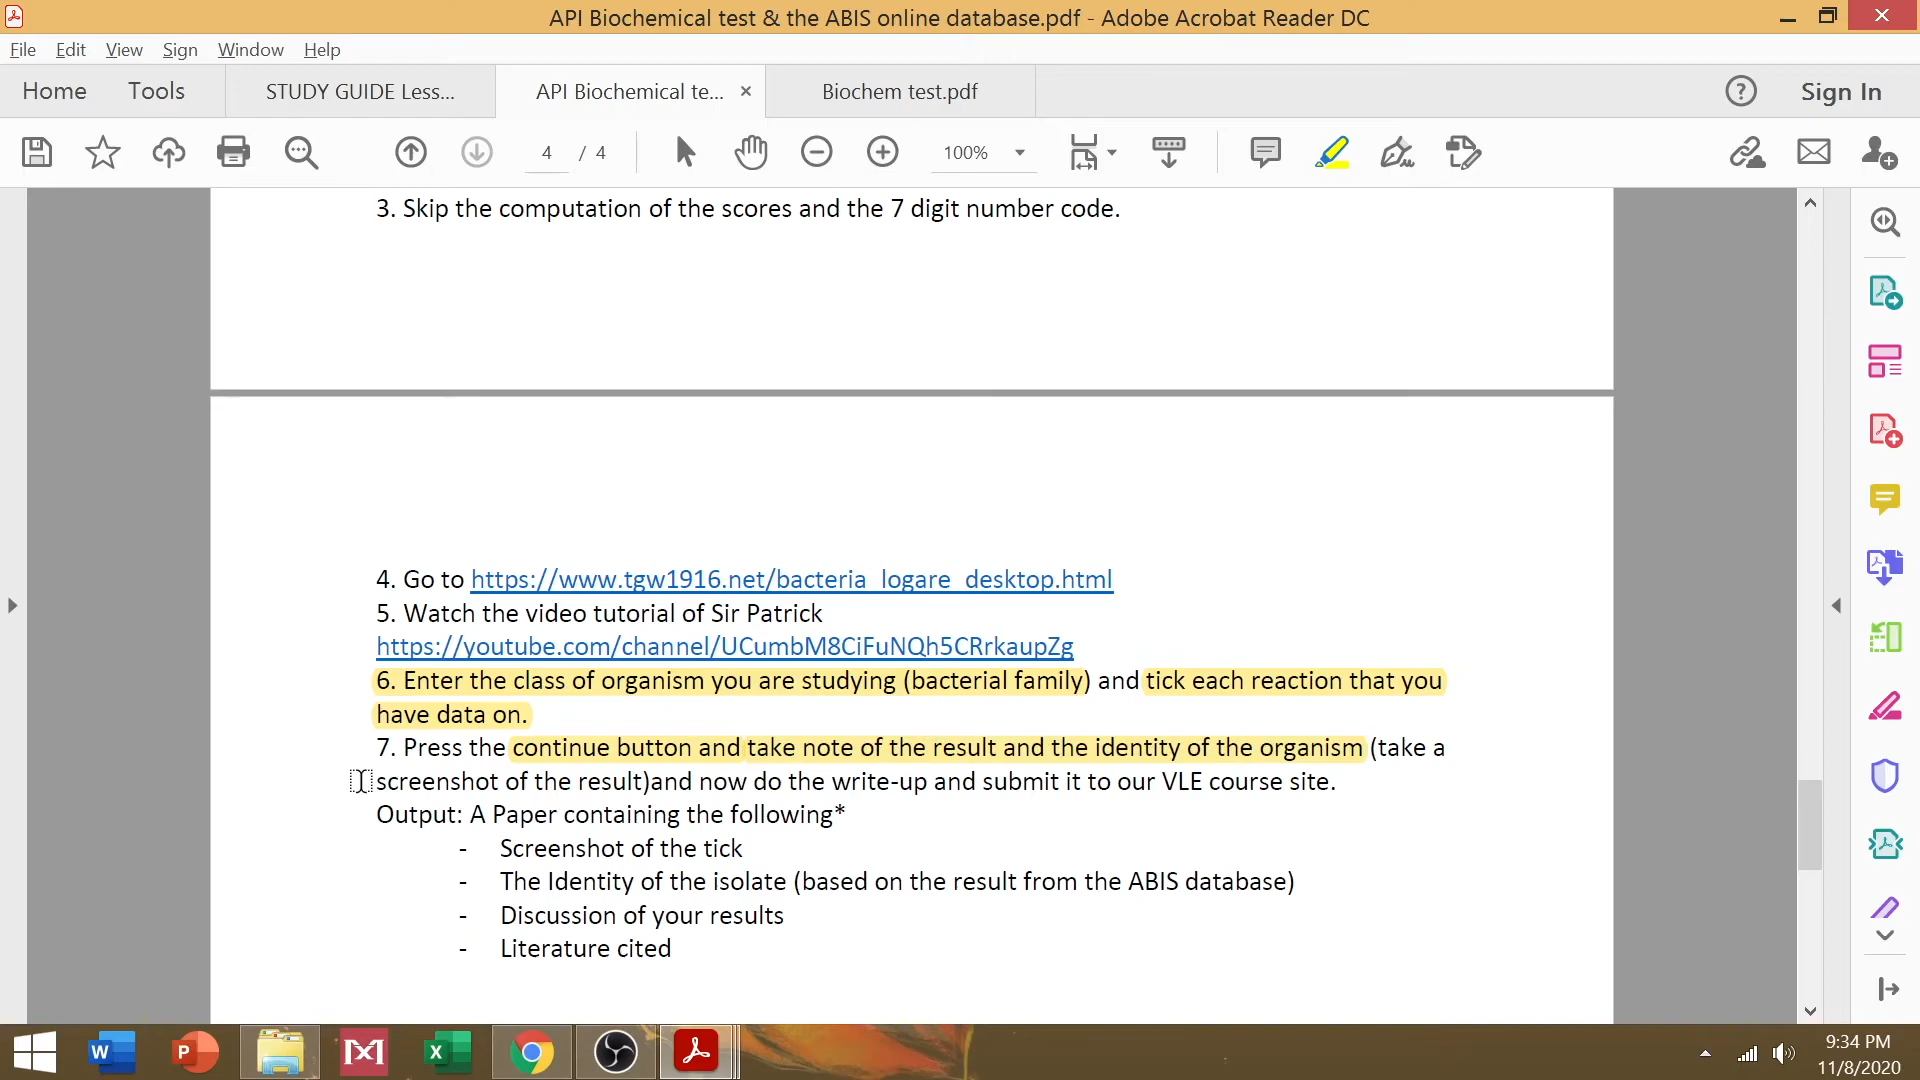 API Biochemical test & the ABIS online database.pdf - Adobe Acrobat Reader DC
File Edit View Sign Window Help
Home Tools STUDY GUIDE Less... API Biochemical te... × Biochem test.pdf ? Sign In
4 / 4 100%
3. Skip the computation of the scores and the 7 digit number code.
4. Go to https://www.tgw1916.net/bacteria_logare_desktop.html
5. Watch the video tutorial of Sir Patrick
https://youtube.com/channel/UCumbM8CiFuNQh5CRrkaupZg
6. Enter the class of organism you are studying (bacterial family) and tick each reaction that you
have data on.
7. Press the continue button and take note of the result and the identity of the organism (take a
screenshot of the result)and now do the write-up and submit it to our VLE course site.
Output: A Paper containing the following*
- Screenshot of the tick
- The Identity of the isolate (based on the result from the ABIS database)
- Discussion of your results
- Literature cited
9:34 PM
11/8/2020